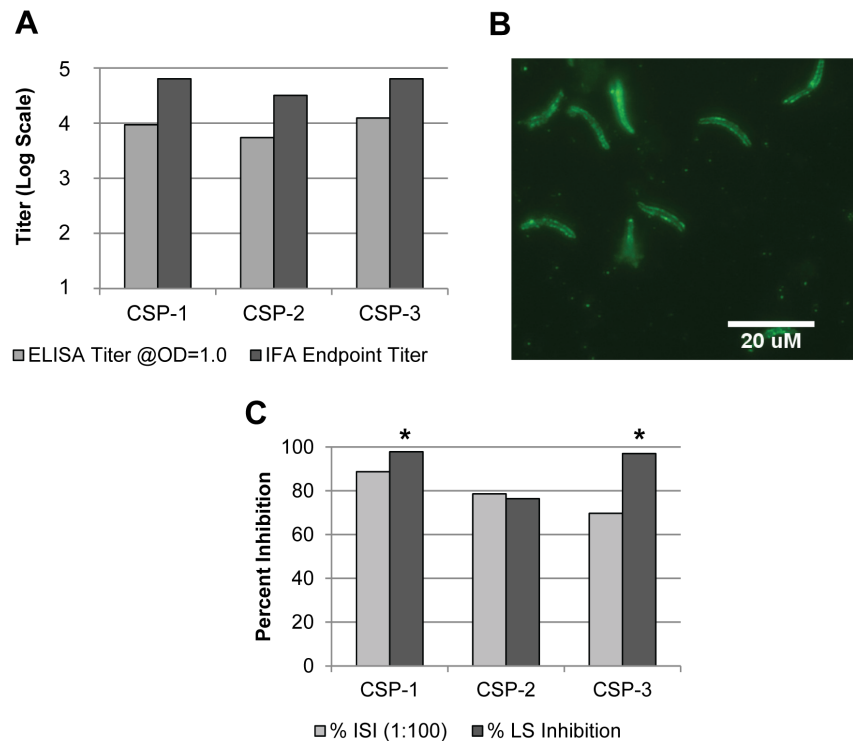 A
Titer (Log Scale)
5
4
3
2
1
CSP-1 CSP-2 CSP-3
ELISA Titer @OD=1.0 IFA Endpoint Titer
B
20 uM
C
Percent Inhibition
100
80
60
40
20
0
* *
CSP-1 CSP-2 CSP-3
% ISI (1:100) % LS Inhibition